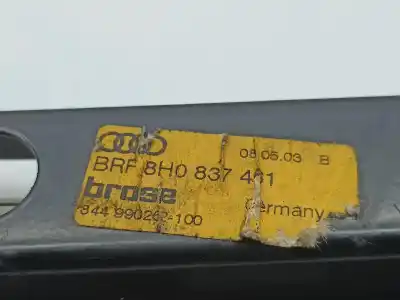 08.05.03 B
BRF 8H0 837 461
brose
844 990262-100 Germany